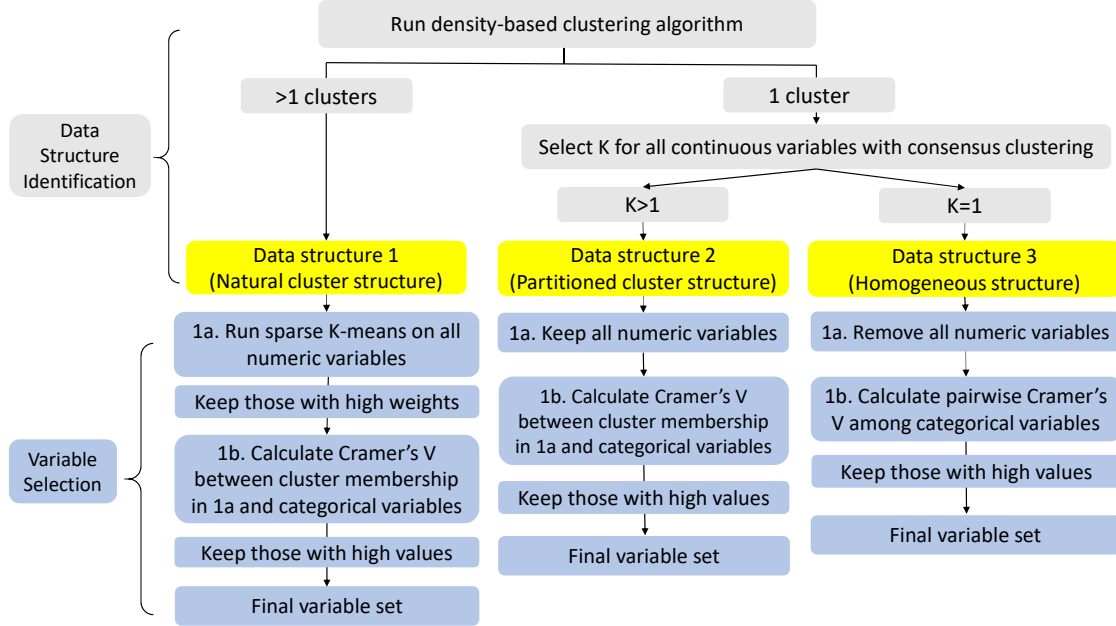 Run density-based clustering algorithm
>1 clusters
1 cluster
Data
Structure
Identification
Select K for all continuous variables with consensus clustering
K>1
K=1
Data structure 1
(Natural cluster structure)
Data structure 2
(Partitioned cluster structure)
Data structure 3
(Homogeneous structure)
Variable
Selection
1a. Run sparse K-means on all
numeric variables
Keep those with high weights
1b. Calculate Cramer’s V
between cluster membership
in 1a and categorical variables
Keep those with high values
Final variable set
1a. Keep all numeric variables
1b. Calculate Cramer’s V
between cluster membership
in 1a and categorical variables
Keep those with high values
Final variable set
1a. Remove all numeric variables
1b. Calculate pairwise Cramer’s
V among categorical variables
Keep those with high values
Final variable set